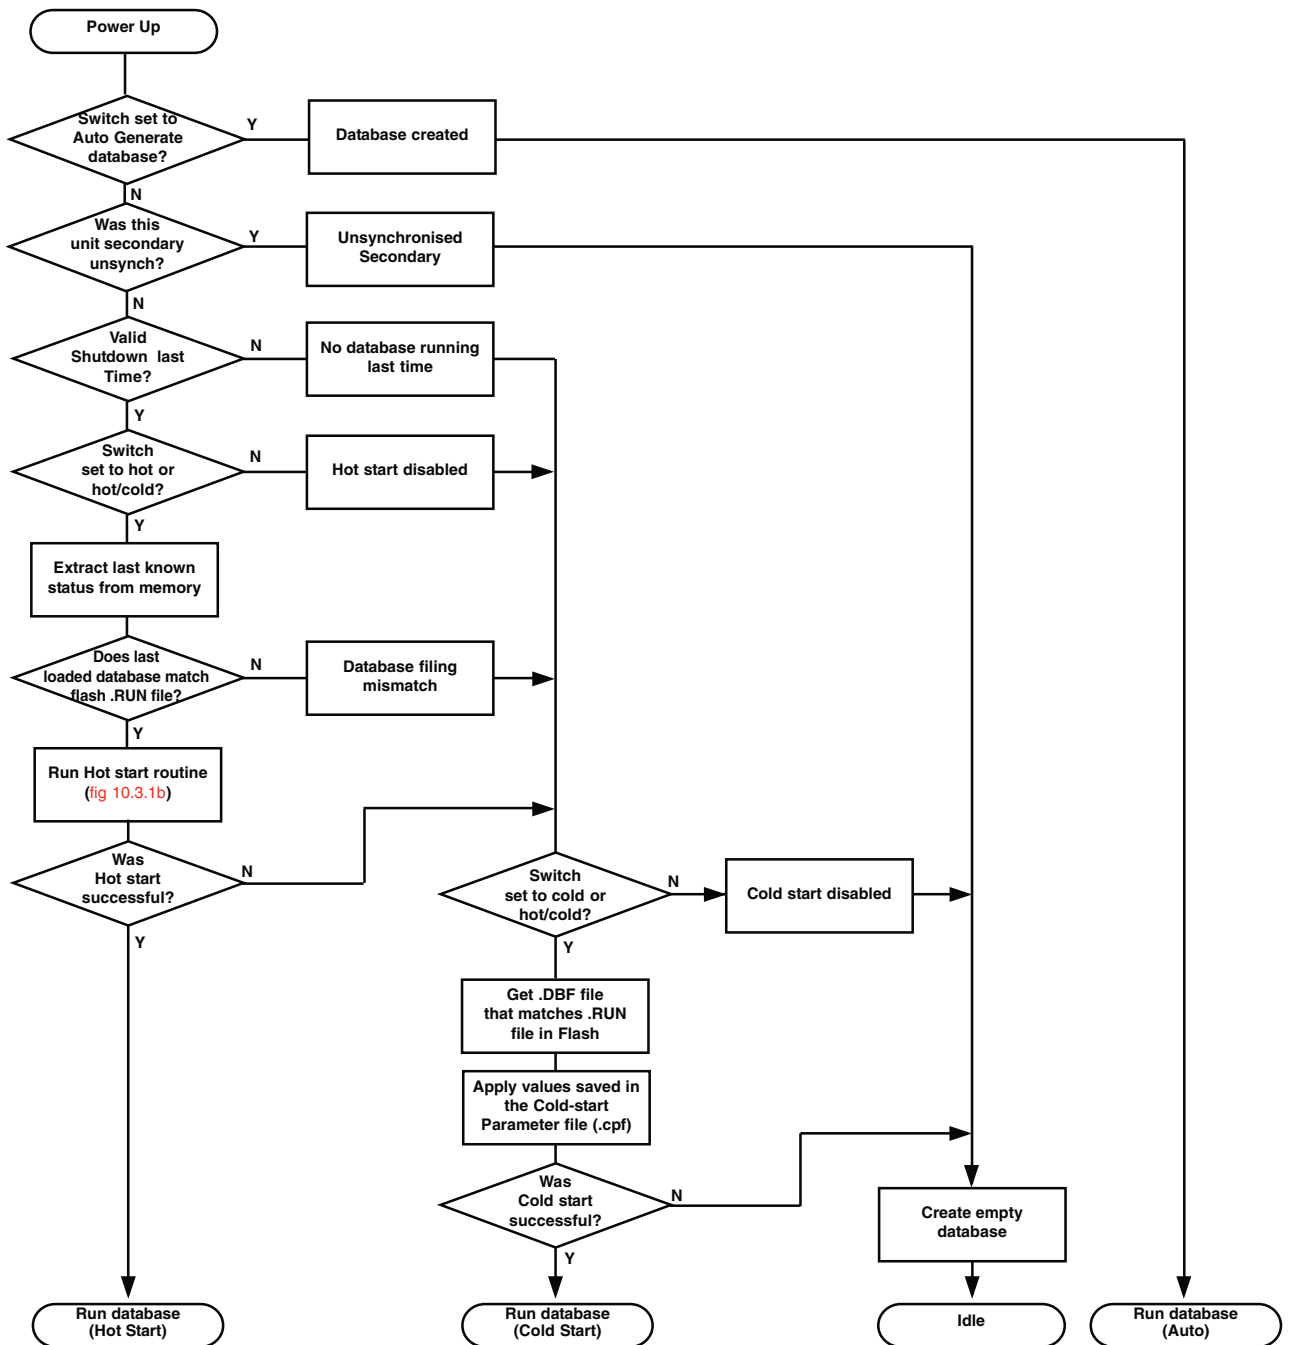 Power Up
Switch set to
Auto Generate
database?
Y
Database created
N
Was this
unit secondary
unsynch?
Y
Unsynchronised
Secondary
N
Valid
Shutdown last
Time?
N
No database running
last time
Y
Switch
set to hot or
hot/cold?
N
Hot start disabled
Y
Extract last known
status from memory
Does last
loaded database match
flash .RUN file?
N
Database filing
mismatch
Y
Run Hot start routine
(fig 10.3.1b)
Was
Hot start
successful?
N
Y
Switch
set to cold or
hot/cold?
N
Cold start disabled
Y
Get .DBF file
that matches .RUN
file in Flash
Apply values saved in
the Cold-start
Parameter file (.cpf)
Was
Cold start
successful?
N
Y
Create empty
database
Run database
(Hot Start)
Run database
(Cold Start)
Idle
Run database
(Auto)